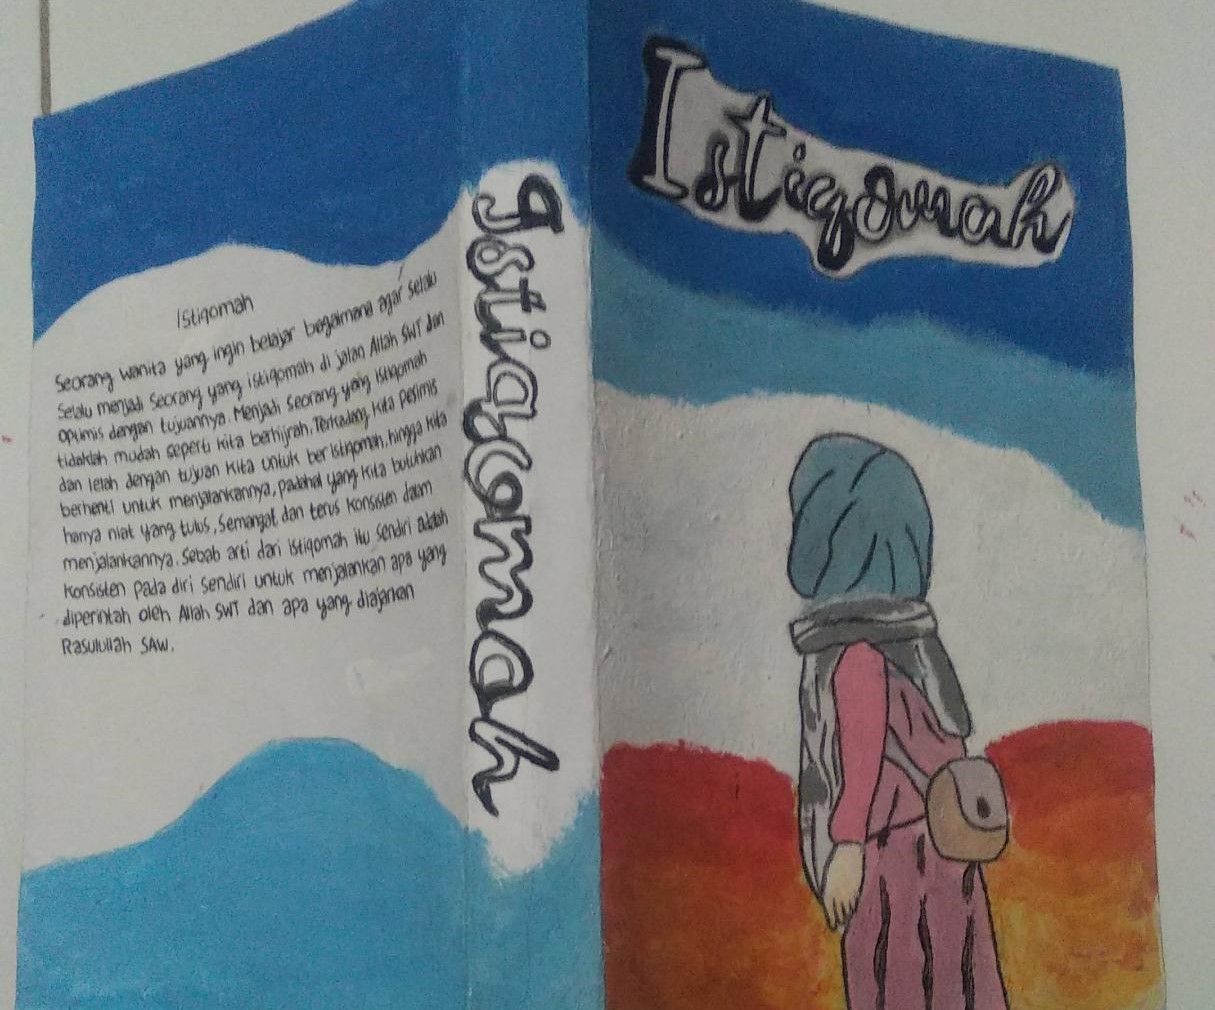 Istiqomah
Seorang wanita yang ingin belajar bagaimana agar selalu
Selalu menjadi seorang yang istiqomah di jalan Allah SWT dan
optimis dengan tujuannya. Menjadi seorang yang istiqomah
tidaklah mudah seperti kita berhijrah. Terkadang kita pesimis
dan lelah dengan tujuan kita untuk ber istiqomah, hingga kita
berhenti untuk menjalankannya, padahal yang kita butuhkan
hanya niat yang tulus, Semangat dan terus konsisten dalam
menjalankannya. Sebab arti dari istiqomah itu sendiri adalah
konsisten pada diri sendiri untuk menjalankan apa yang
diperintah oleh Allah SWT dan apa yang diajarkan
Rasulullah SAW.
Istiqomah
Istiqomah